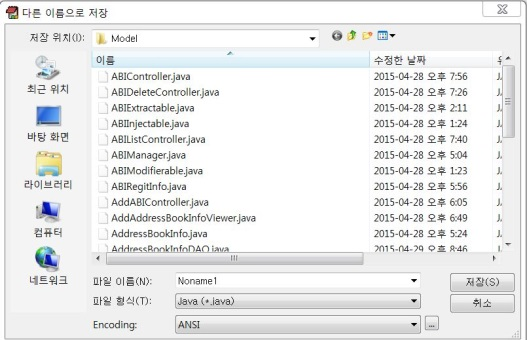 다른 이름으로 저장
저장 위치(I): Model
최근 위치
바탕 화면
라이브러리
컴퓨터
네트워크
이름 수정한 날짜
ABIController.java 2015-04-28 오후 7:56
ABIDeleteController.java 2015-04-28 오후 7:26
ABIExtractable.java 2015-04-28 오후 2:11
ABIInjectable.java 2015-04-28 오후 1:24
ABIListController.java 2015-04-28 오후 7:40
ABIManager.java 2015-04-28 오후 5:04
ABIModifierable.java 2015-04-28 오후 1:23
ABIRegitInfo.java 2015-04-28 오후 5:56
AddABIController.java 2015-04-28 오후 6:05
AddAddressBookInfoViewer.java 2015-04-28 오후 6:49
AddressBookInfo.java 2015-04-28 오후 5:24
AddressBookInfoDAO.java 2015-04-29 오후 8:46
파일 이름(N): Noname1 저장(S)
파일 형식(T): Java (*.java) 취소
Encoding: ANSI ...